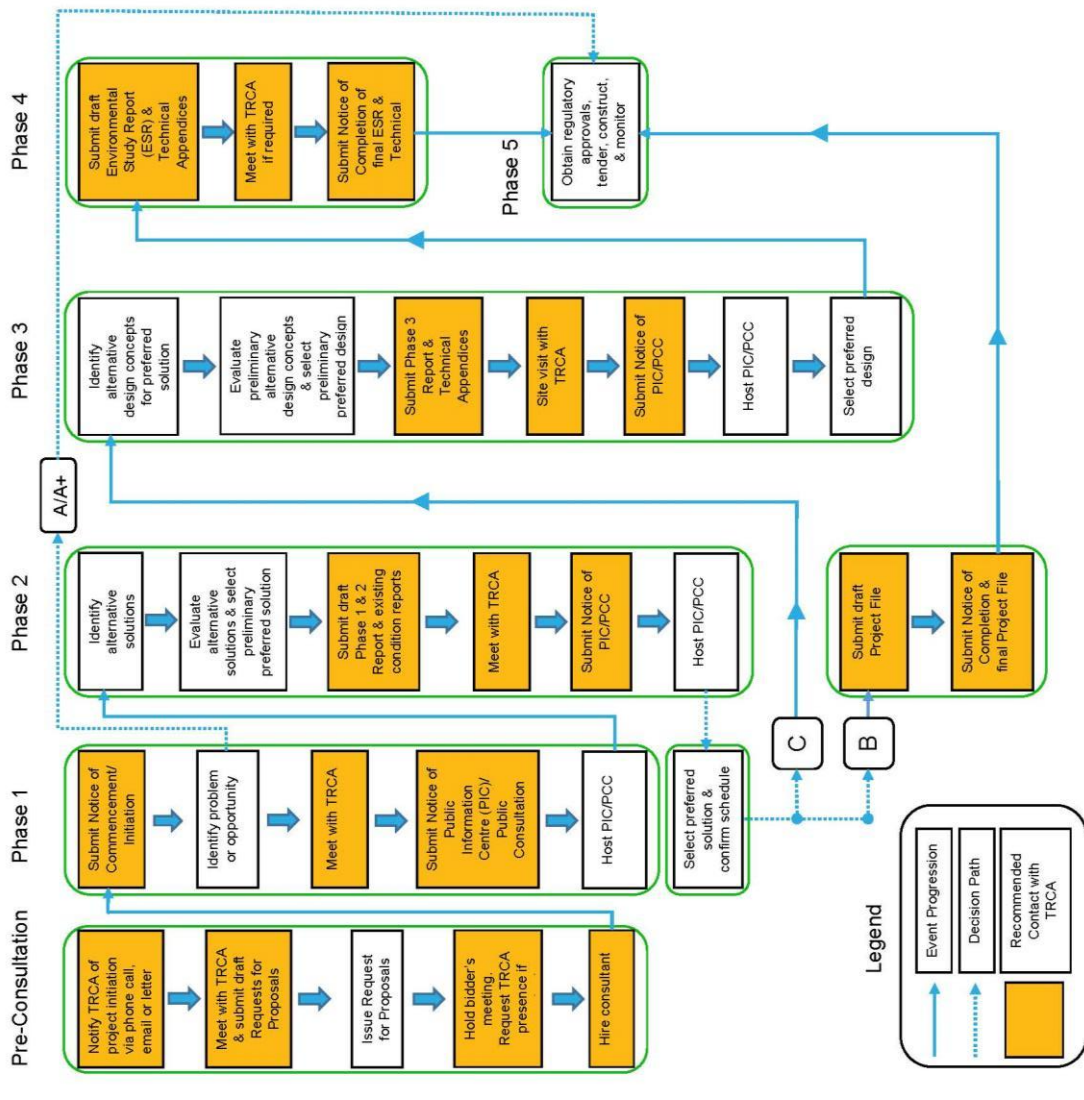 Pre-Consultation
Notify TRCA of
project initiation
via phone call,
email or letter
Meet with TRCA
& submit draft
Requests for
Proposals
Issue Request
for Proposals
Hold bidder's
meeting.
Request TRCA
presence if
Hire consultant
Phase 1
Submit Notice of
Commencement/
Initiation
Identify problem
or opportunity
Meet with TRCA
Submit Notice of
Public
Information
Centre (PIC)/
Public
Consultation
Host PIC/PCC
Select preferred
solution &
confirm schedule
Phase 2
Identify
alternative
solutions
Evaluate
alternative
solutions & select
preliminary
preferred solution
Submit draft
Phase 1 & 2
Report & existing
condition reports
Meet with TRCA
Submit Notice of
PIC/PCC
Host PIC/PCC
A/A+
C
B
Submit draft
Project File
Submit Notice of
Completion &
final Project File
Phase 3
Identify
alternative
design concepts
for preferred
solution
Evaluate
preliminary
alternative
design concepts
& select
preliminary
preferred design
Submit Phase 3
Report &
Technical
Appendices
Site visit with
TRCA
Submit Notice of
PIC/PCC
Host PIC/PCC
Select preferred
design
Phase 4
Submit draft
Environmental
Study Report
(ESR) &
Technical
Appendices
Meet with TRCA
if required
Submit Notice of
Completion of
final ESR &
Technical
Phase 5
Obtain regulatory
approvals,
tender, construct,
& monitor
Legend
Event Progression
Decision Path
Recommended
Contact with
TRCA